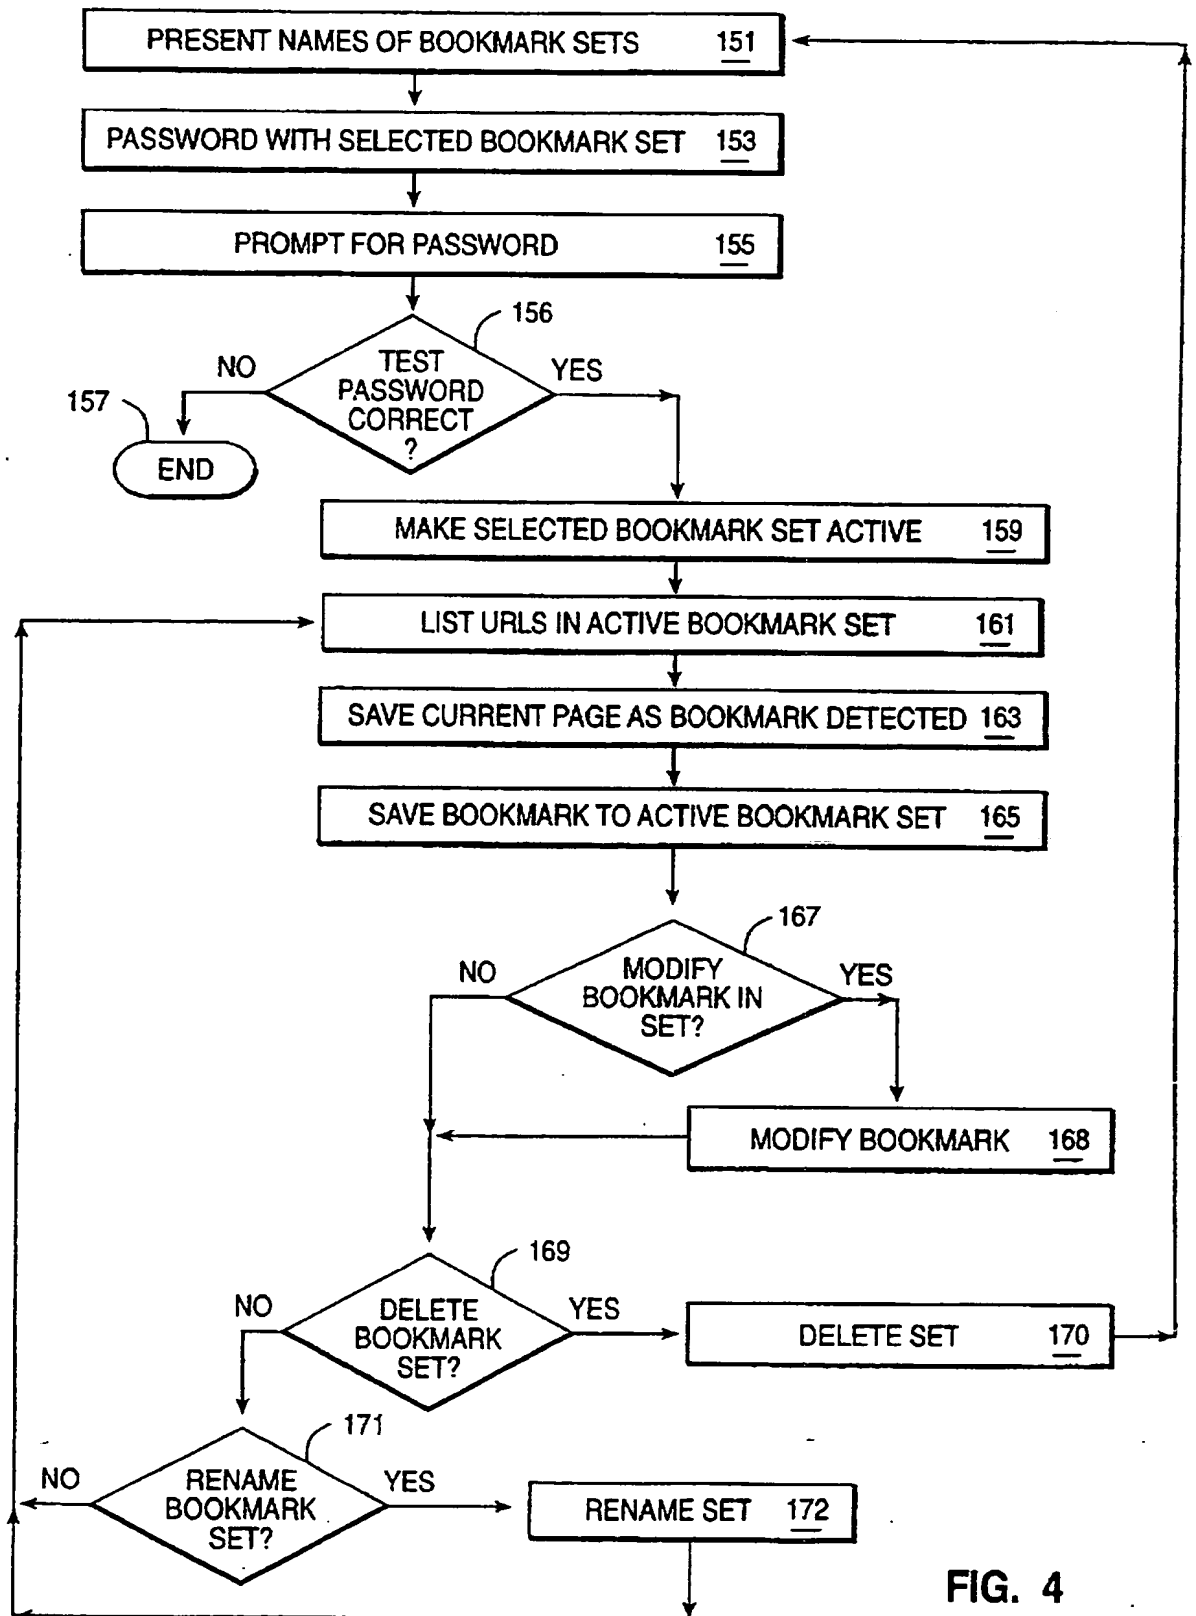 PRESENT NAMES OF BOOKMARK SETS 151
PASSWORD WITH SELECTED BOOKMARK SET 153
PROMPT FOR PASSWORD 155
156
NO
TEST
PASSWORD
CORRECT
?
YES
157
END
MAKE SELECTED BOOKMARK SET ACTIVE 159
LIST URLS IN ACTIVE BOOKMARK SET 161
SAVE CURRENT PAGE AS BOOKMARK DETECTED 163
SAVE BOOKMARK TO ACTIVE BOOKMARK SET 165
167
NO
MODIFY
BOOKMARK IN
SET?
YES
MODIFY BOOKMARK 168
169
NO
DELETE
BOOKMARK
SET?
YES
DELETE SET 170
171
NO
RENAME
BOOKMARK
SET?
YES
RENAME SET 172
FIG. 4